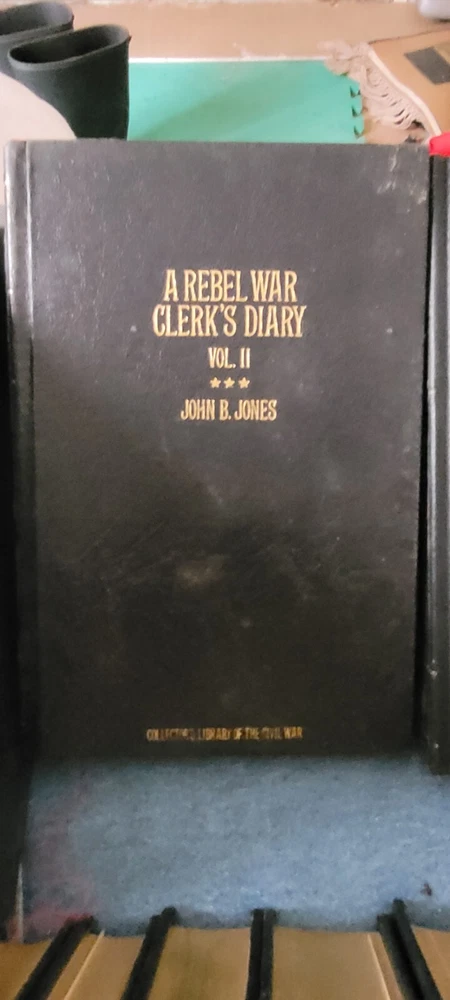 A REBEL WAR
CLERK'S DIARY
VOL. II
★★★
JOHN B. JONES
COLLECTOR'S LIBRARY OF THE CIVIL WAR